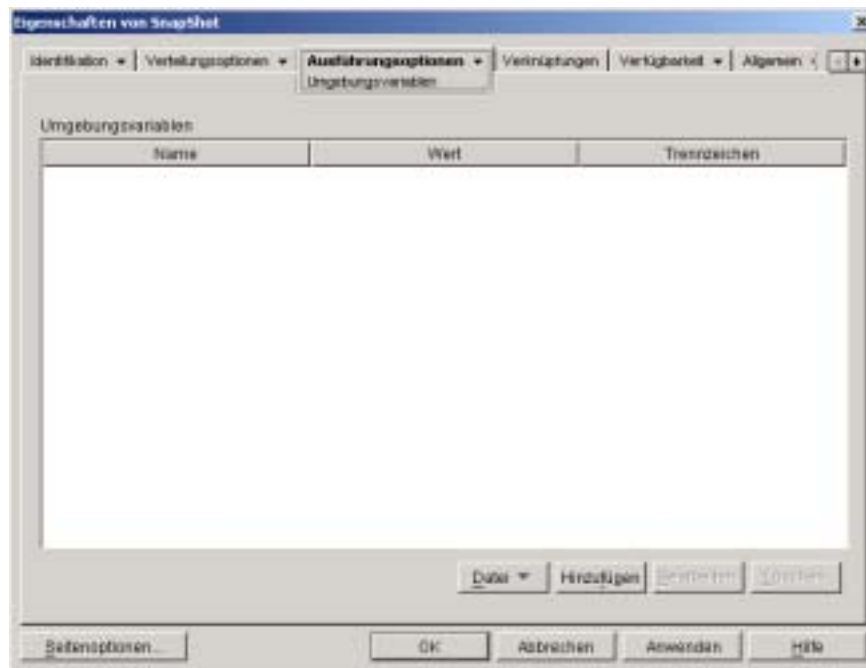 Eigenschaften von SnapShot
Identifikation Verteilungsoptionen Ausführungsoptionen Verknüpfungen Verfügbarkeit Allgemein
Umgebungsvariablen
Umgebungsvariablen
Name Wert Trennzeichen
Datei Hinzufügen Bearbeiten Löschen
Seitenoptionen... OK Abbrechen Anwenden Hilfe